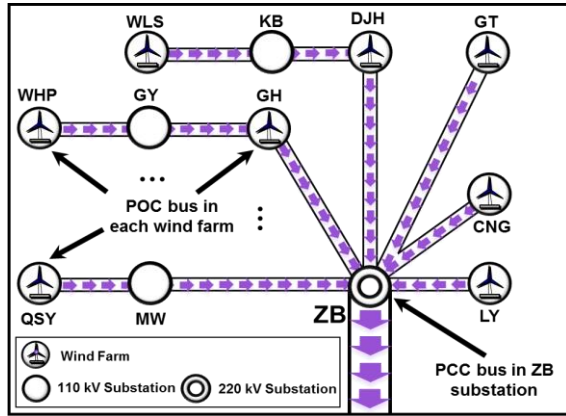 WLS
KB
DJH
GT
WHP
GY
GH
...
POC bus in
each wind farm
CNG
QSY
MW
ZB
LY
Wind Farm
110 kV Substation
220 kV Substation
PCC bus in ZB
substation